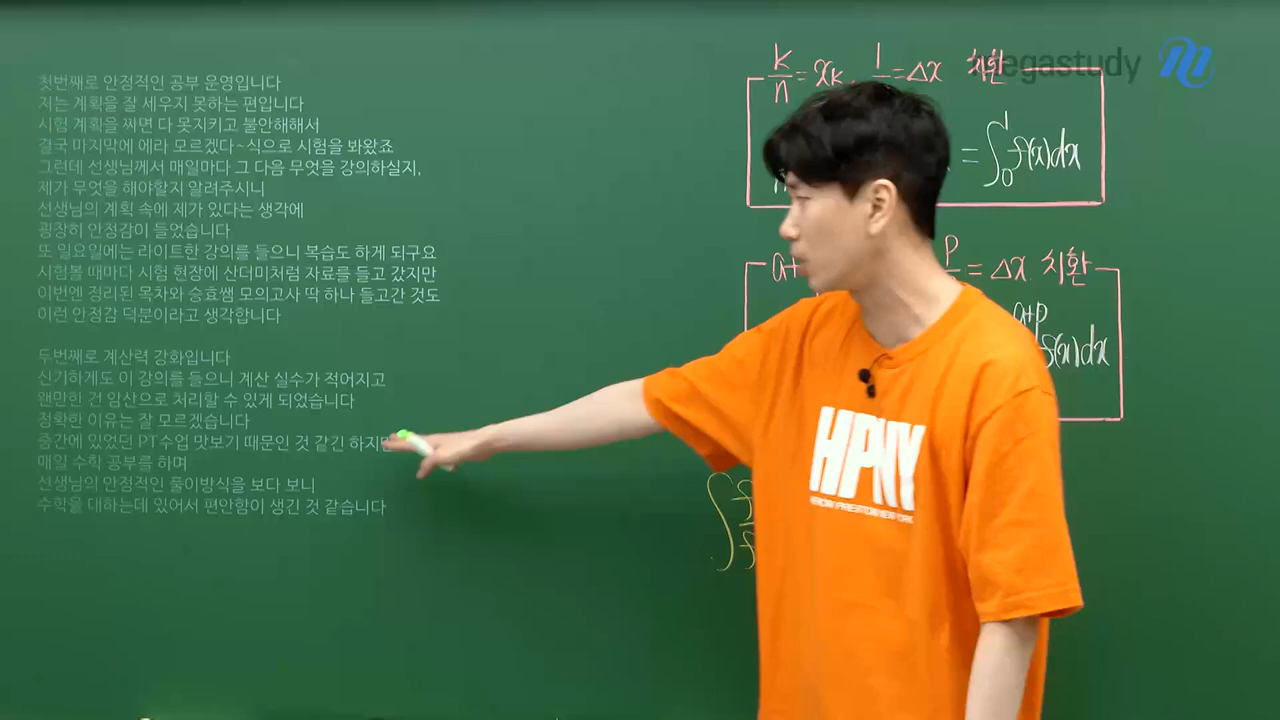 첫번째로 안정적인 공부 운영입니다
저는 계획을 잘 세우지 못하는 편입니다
시험 계획을 짜면 다 못지키고 불안해해서
결국 마지막에 에라 모르겠다~식으로 시험을 봐왔죠
그런데 선생님께서 매일마다 그 다음 무엇을 강의하실지,
제가 무엇을 해야할지 알려주시니
선생님의 계획 속에 제가 있다는 생각에
굉장히 안정감이 들었습니다
또 일요일에는 라이트한 강의를 들으니 복습도 하게 되구요
시험볼 때마다 시험 현장에 산더미처럼 자료를 들고 갔지만
이번엔 정리된 목차와 승효쌤 모의고사 딱 하나 들고간 것도
이런 안정감 덕분이라고 생각합니다
두번째로 계산력 강화입니다
신기하게도 이 강의를 들으니 계산 실수가 적어지고
왠만한 건 암산으로 처리할 수 있게 되었습니다
정확한 이유는 잘 모르겠습니다
중간에 있었던 PT수업 맛보기 때문인 것 같긴 하지만
매일 수학 공부를 하며
선생님의 안정적인 풀이방식을 보다 보니
수학을 대하는데 있어서 편안함이 생긴 것 같습니다
megastudy
k/n = x_k, 1/n = Δx 치환
= ∫₀¹ f(x)dx
a+ p = Δx 치환
a+p f(x)dx
HPNY